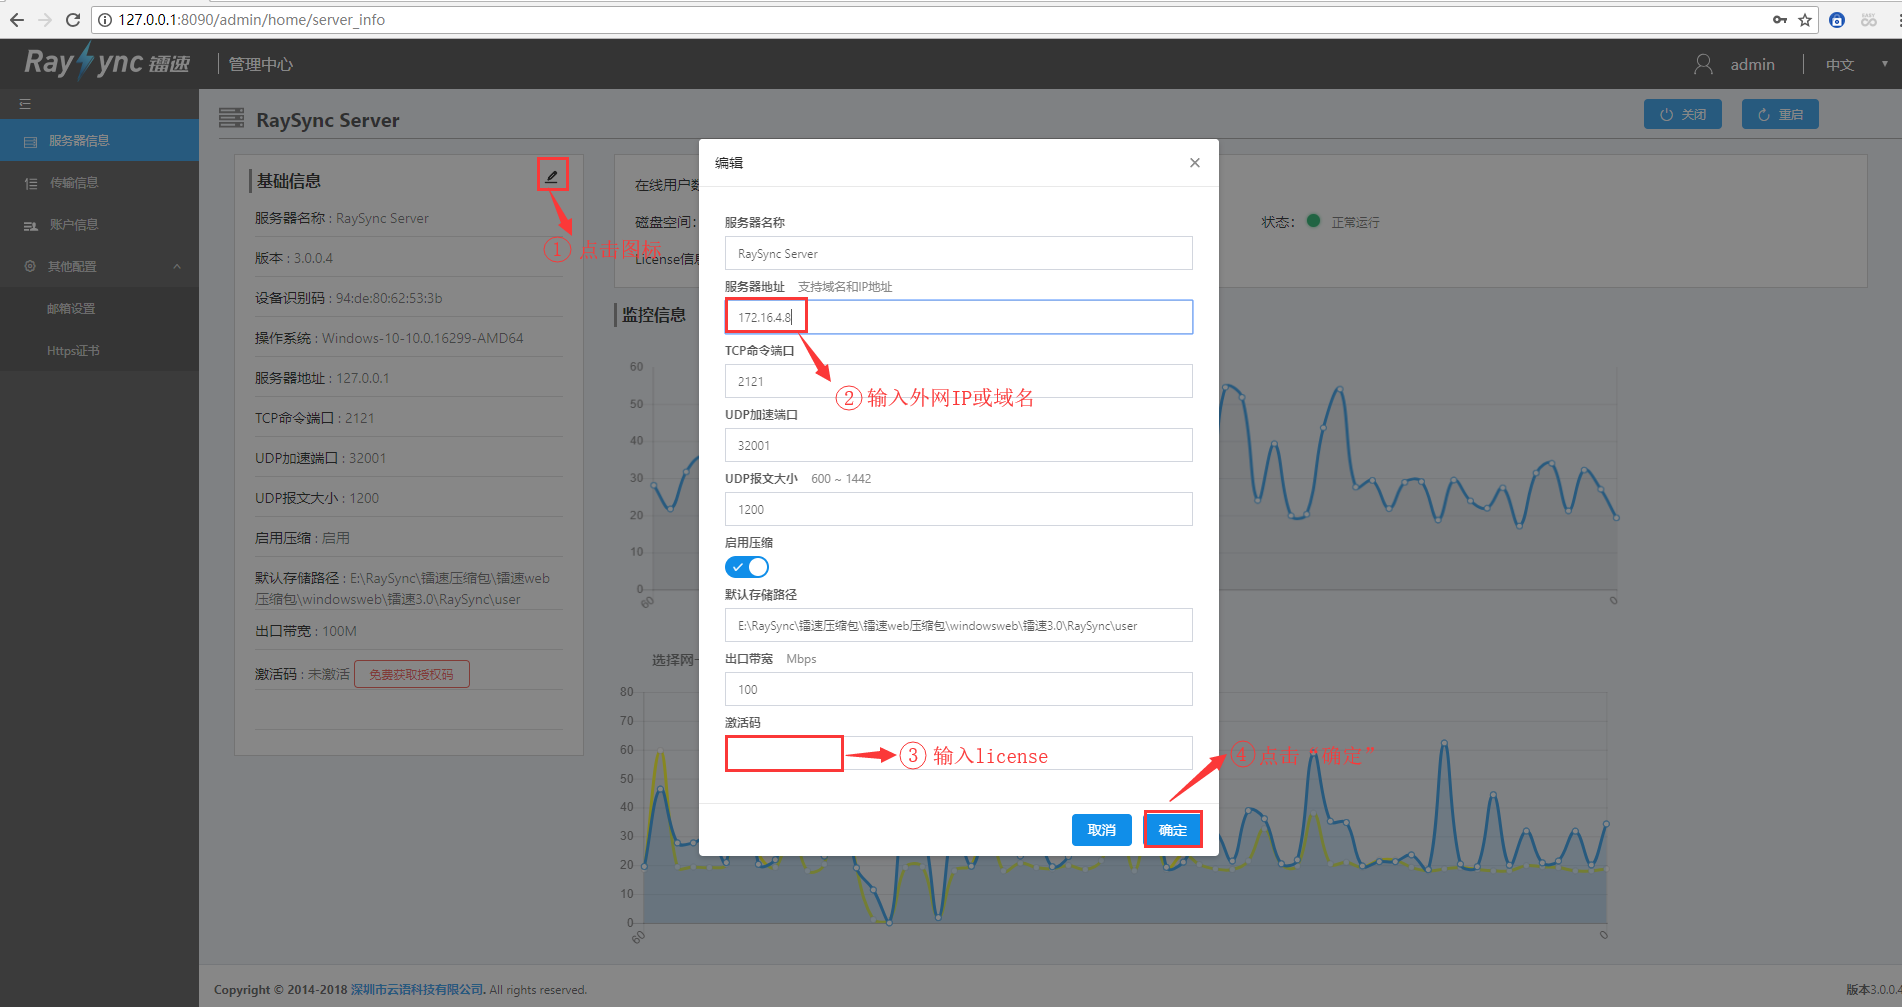 127.0.0.1:8090/admin/home/server_info
RaySync 镭速 管理中心
admin 中文
服务器信息
传输信息
账户信息
其他配置
邮箱设置
Https证书
RaySync Server
关闭 重启
基础信息
服务器名称 : RaySync Server
版本 : 3.0.0.4
设备识别码 : 94:de:80:62:53:3b
操作系统 : Windows-10-10.0.16299-AMD64
服务器地址 : 127.0.0.1
TCP命令端口 : 2121
UDP加速端口 : 32001
UDP报文大小 : 1200
启用压缩 : 启用
默认存储路径 : E:\RaySync\镭速压缩包\镭速web
压缩包\windowsweb\镭速3.0\RaySync\user
出口带宽 : 100M
激活码 : 未激活 免费获取授权码
① 点击图标
在线用户数
磁盘空间:
License信息
状态: 正常运行
监控信息
60
50
40
30
20
10
0
60 0
选择网
80
70
60
50
40
30
20
10
0
60 0
编辑
服务器名称
RaySync Server
服务器地址 支持域名和IP地址
172.16.4.8
② 输入外网IP或域名
TCP命令端口
2121
UDP加速端口
32001
UDP报文大小 600 ~ 1442
1200
启用压缩
默认存储路径
E:\RaySync\镭速压缩包\镭速web压缩包\windowsweb\镭速3.0\RaySync\user
出口带宽 Mbps
100
激活码
③ 输入license
④ 点击“确定”
取消 确定
Copyright © 2014-2018 深圳市云语科技有限公司. All rights reserved.
版本3.0.0.4